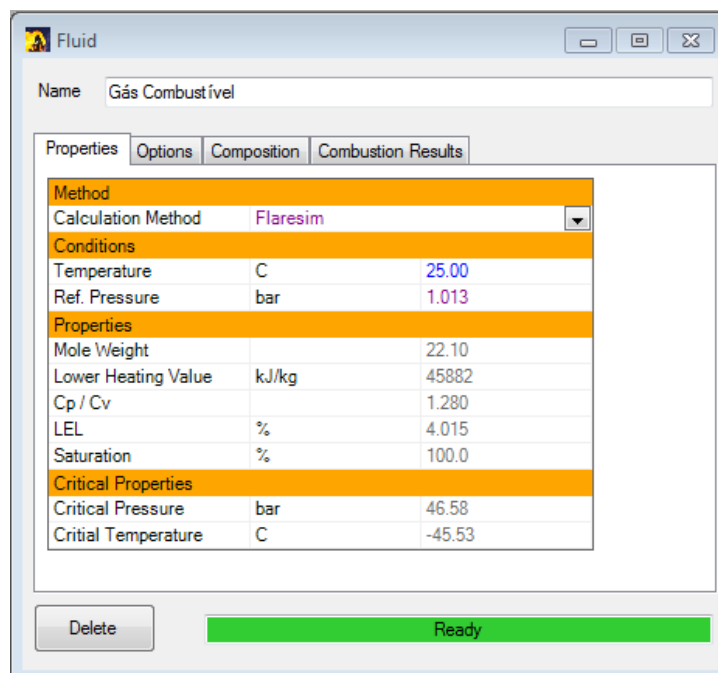 Fluid
Name Gás Combustível
Properties Options Composition Combustion Results
Method
Calculation Method Flaresim
Conditions
Temperature C 25.00
Ref. Pressure bar 1.013
Properties
Mole Weight 22.10
Lower Heating Value kJ/kg 45882
Cp / Cv 1.280
LEL % 4.015
Saturation % 100.0
Critical Properties
Critical Pressure bar 46.58
Critial Temperature C -45.53
Delete Ready